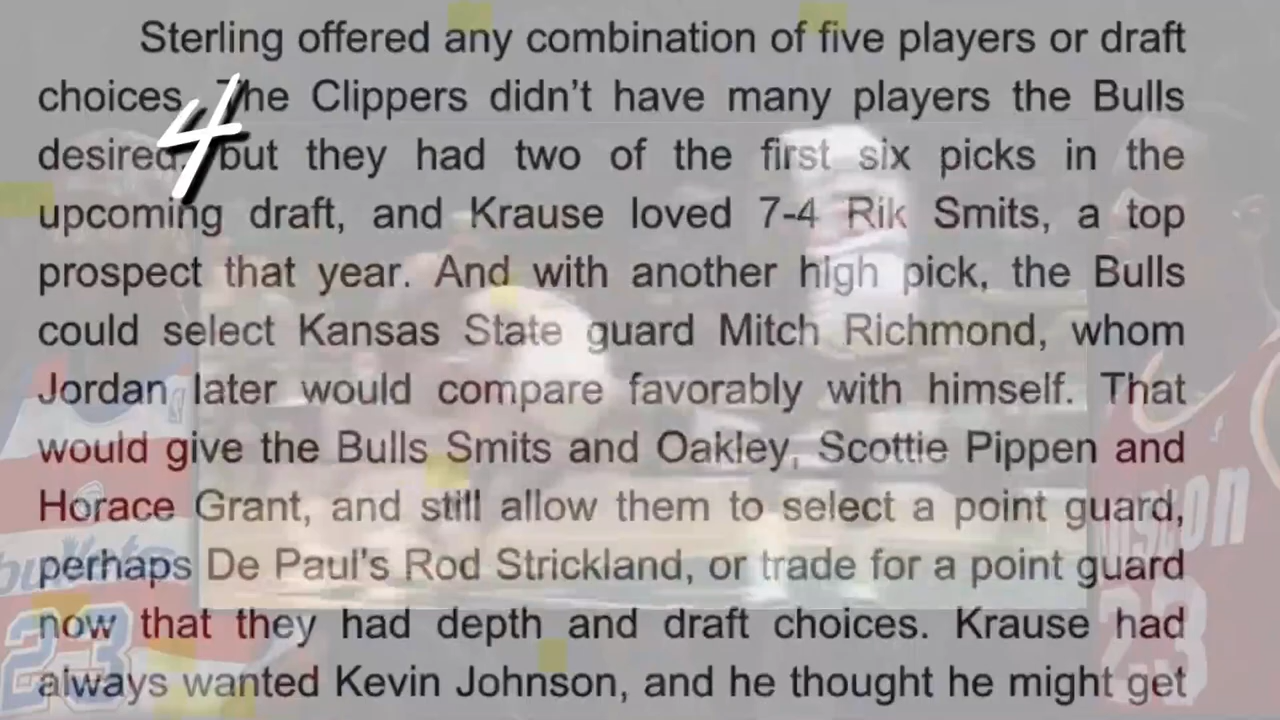 Sterling offered any combination of five players or draft
choices. The Clippers didn’t have many players the Bulls
desired, but they had two of the first six picks in the
upcoming draft, and Krause loved 7-4 Rik Smits, a top
prospect that year. And with another high pick, the Bulls
could select Kansas State guard Mitch Richmond, whom
Jordan later would compare favorably with himself. That
would give the Bulls Smits and Oakley, Scottie Pippen and
Horace Grant, and still allow them to select a point guard,
perhaps De Paul’s Rod Strickland, or trade for a point guard
now that they had depth and draft choices. Krause had
always wanted Kevin Johnson, and he thought he might get
4
bullets
23
23